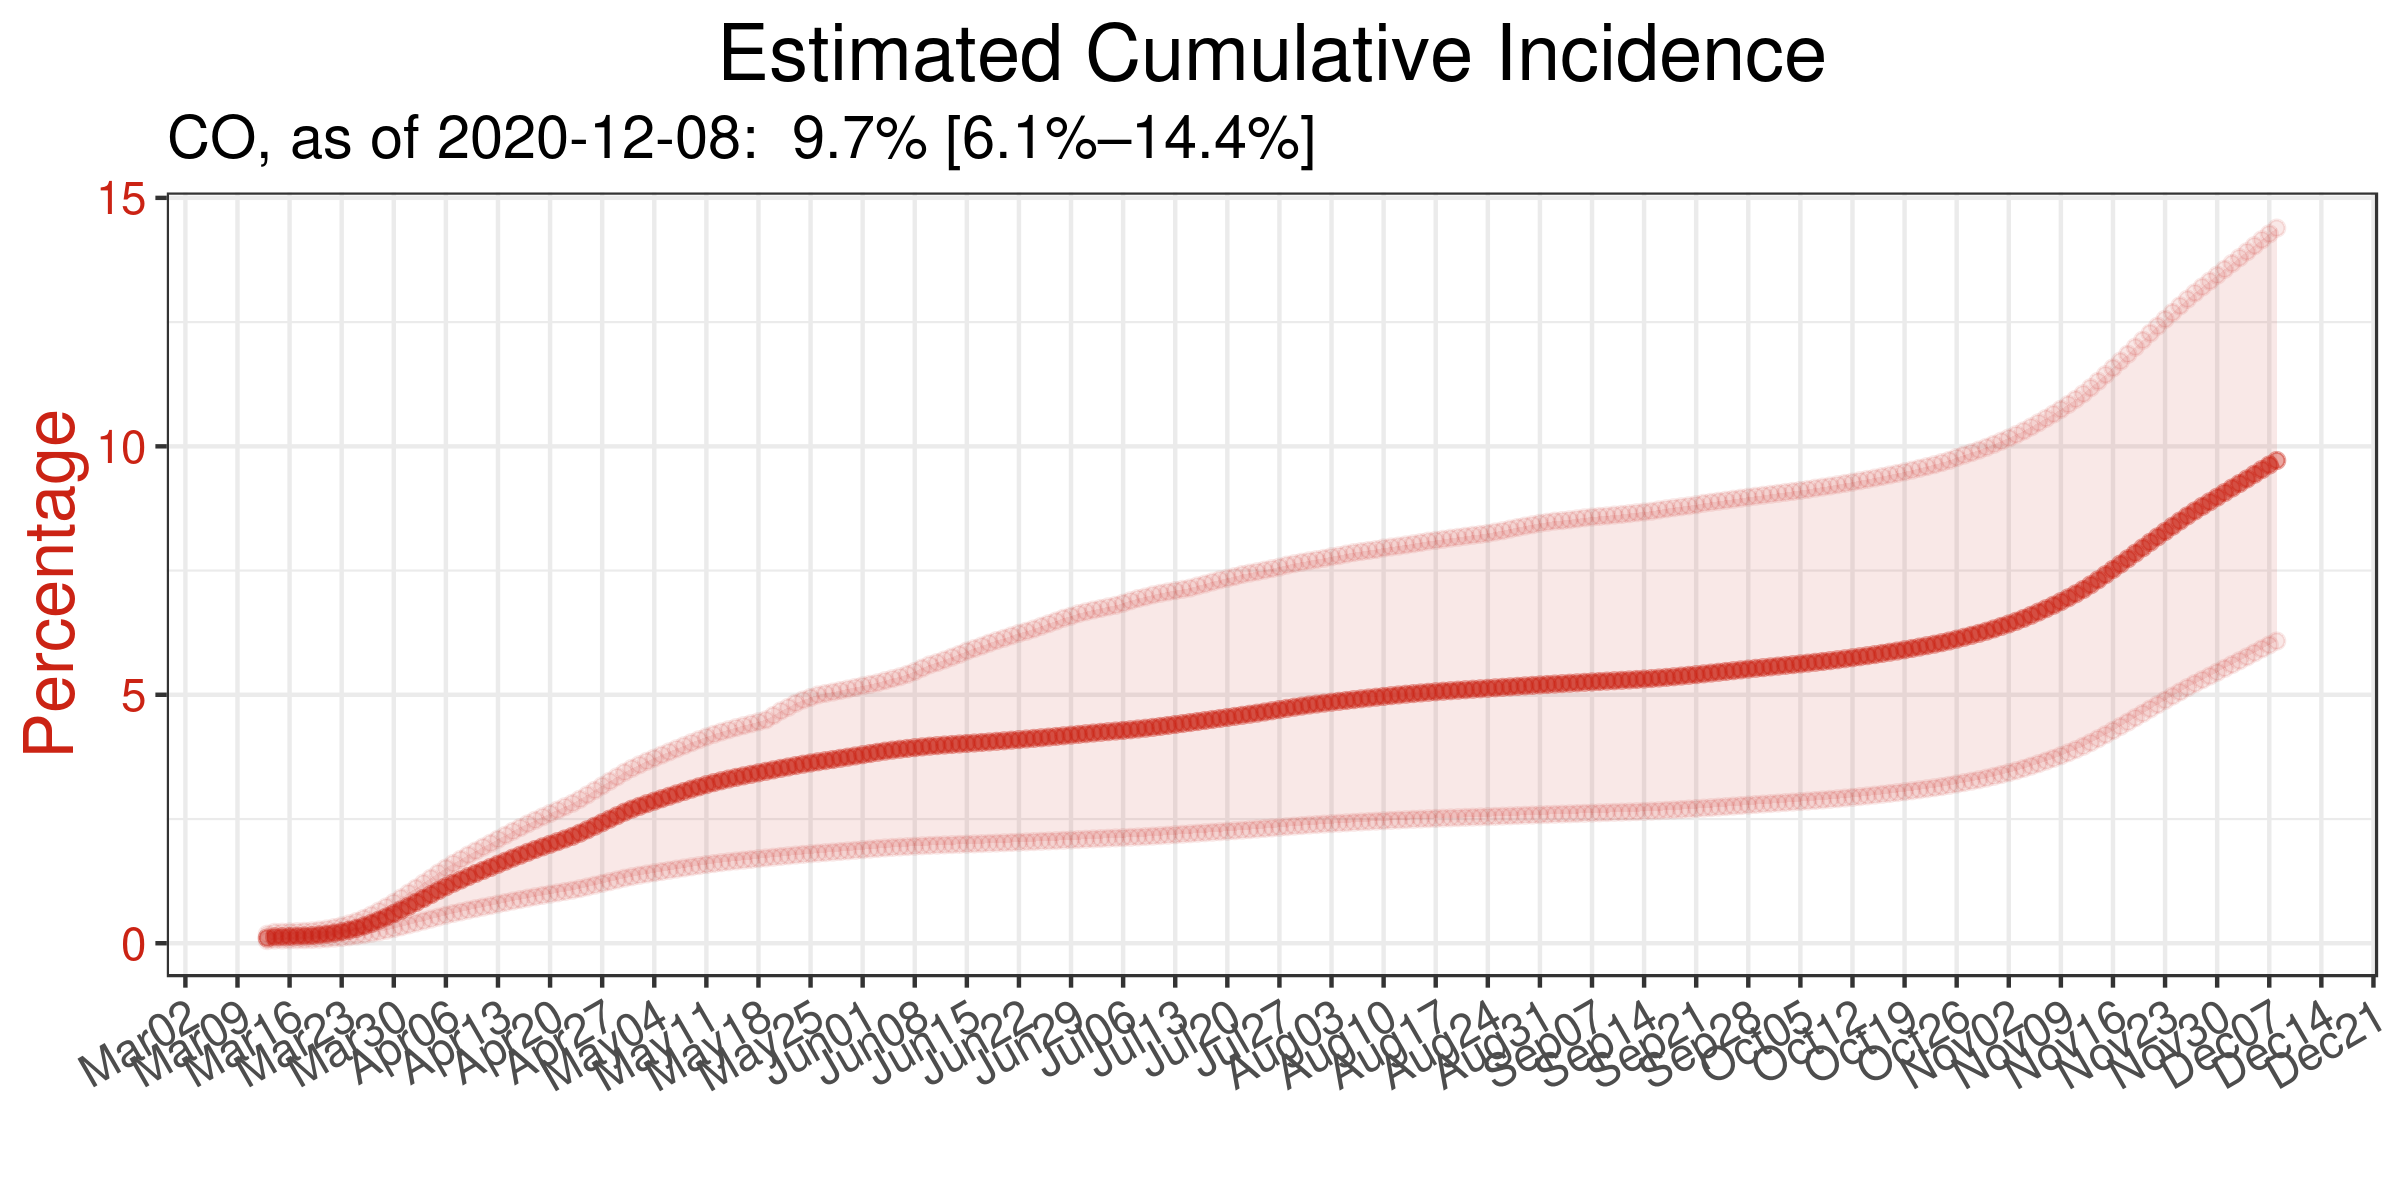 Estimated Cumulative Incidence
CO, as of 2020-12-08: 9.7% [6.1%–14.4%]
Percentage
15
10
5
0
Mar02
Mar09
Mar16
Mar23
Mar30
Apr06
Apr13
Apr20
Apr27
May04
May11
May18
May25
Jun01
Jun08
Jun15
Jun22
Jun29
Jul06
Jul13
Jul20
Jul27
Aug03
Aug10
Aug17
Aug24
Aug31
Sep07
Sep14
Sep21
Sep28
Oct05
Oct12
Oct19
Oct26
Nov02
Nov09
Nov16
Nov23
Nov30
Dec07
Dec14
Dec21